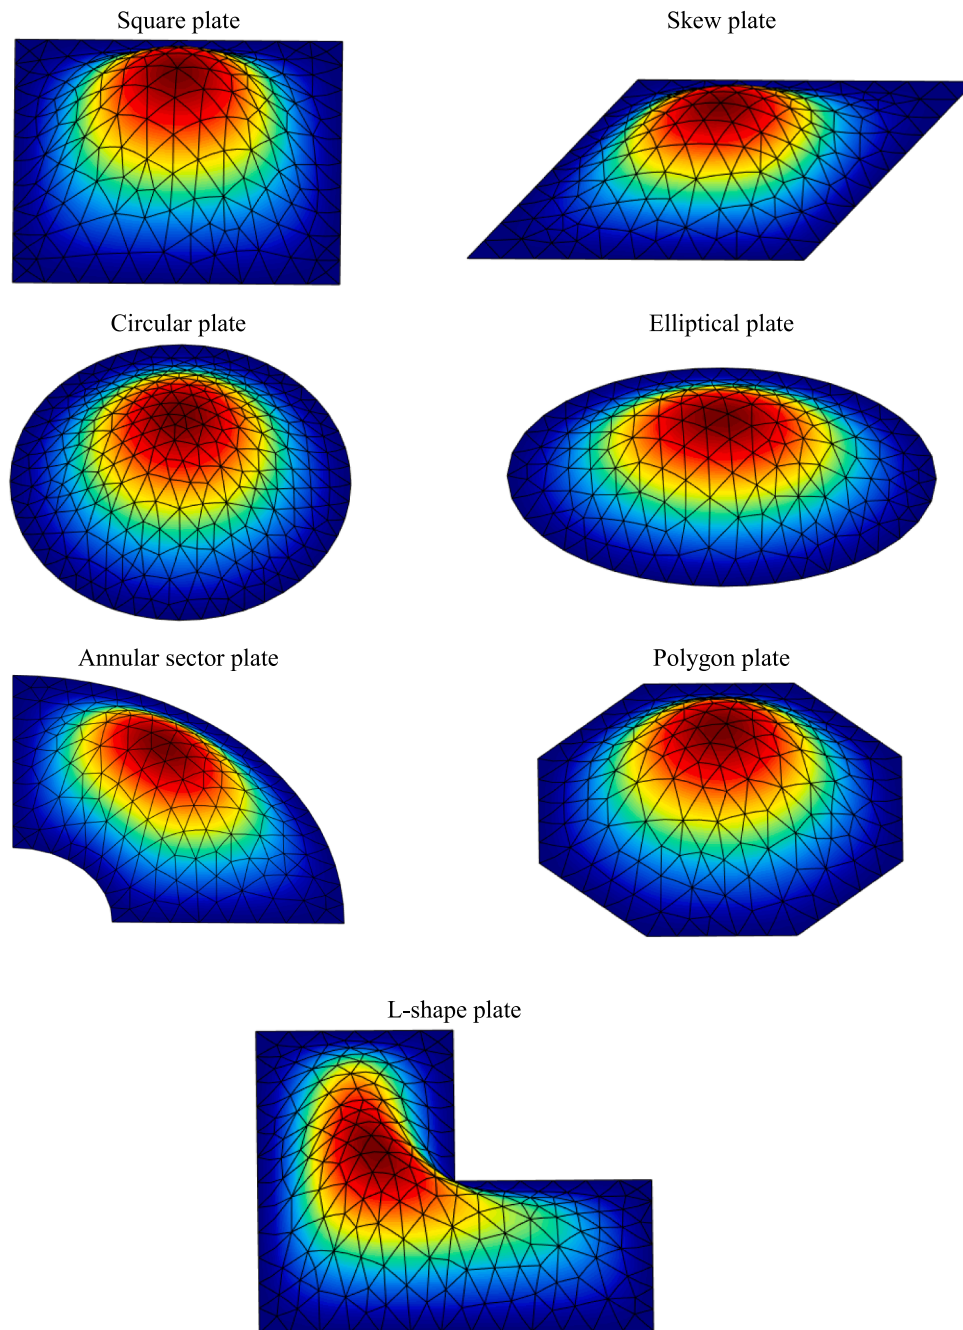 Square plate
Skew plate
Circular plate
Elliptical plate
Annular sector plate
Polygon plate
L-shape plate